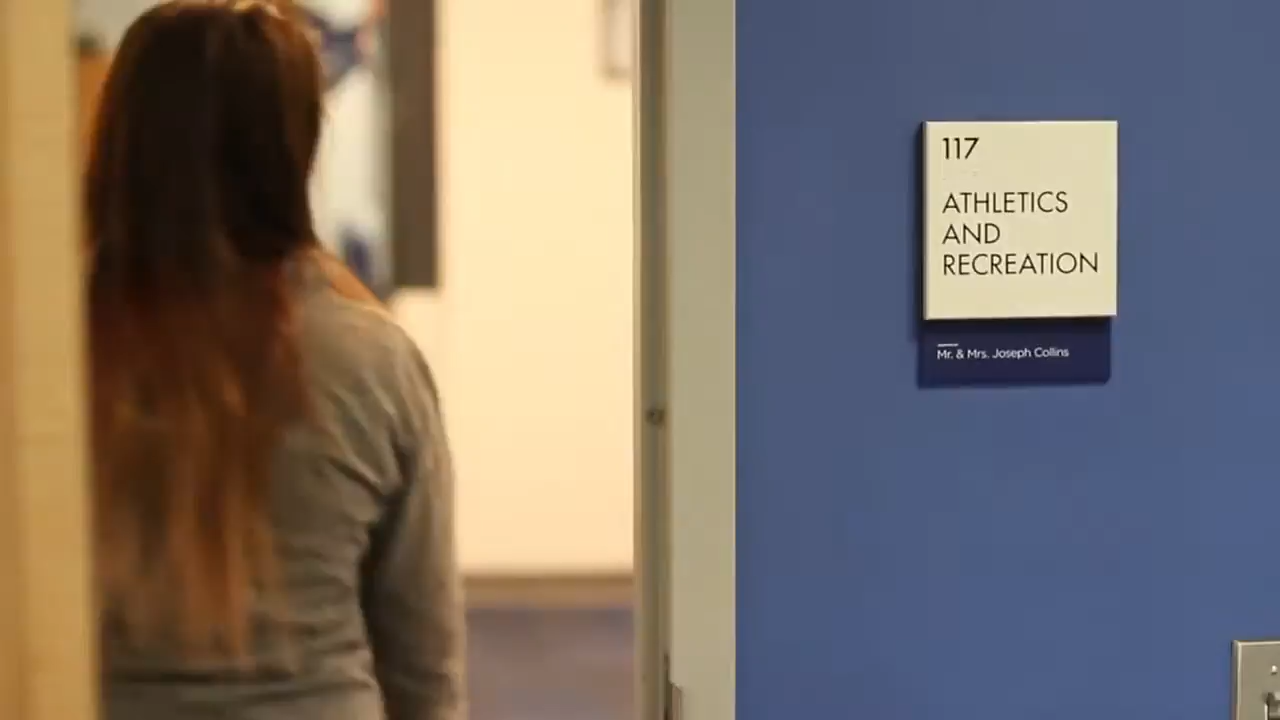 117
ATHLETICS
AND
RECREATION
Mr. & Mrs. Joseph Collins